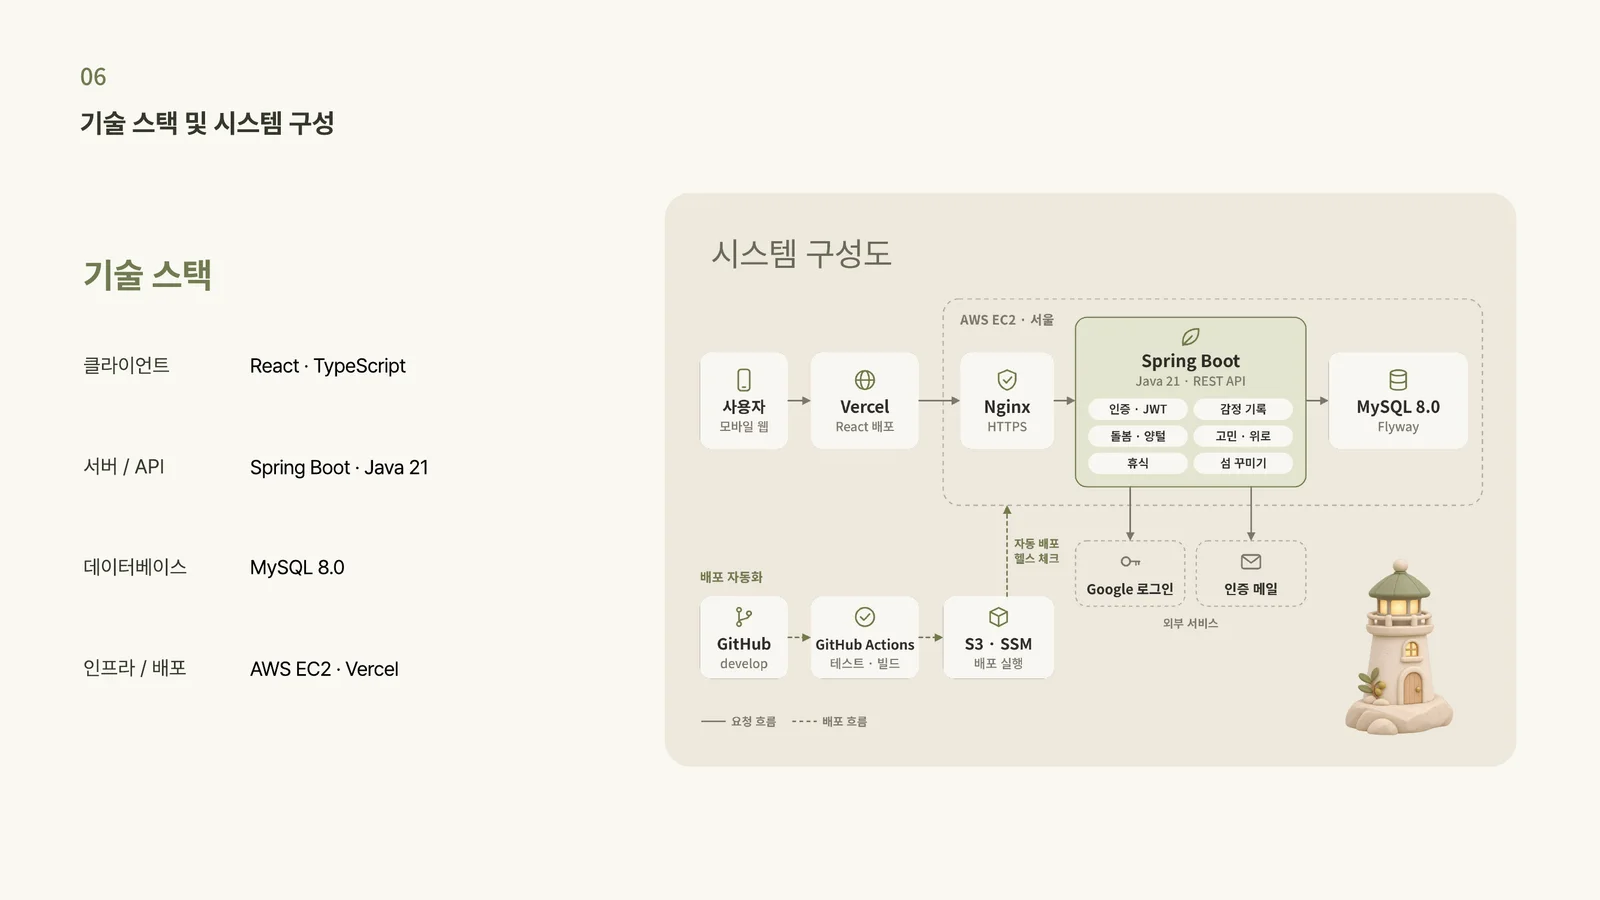 06
기술 스택 및 시스템 구성
기술 스택
클라이언트
React · TypeScript
서버 / API
Spring Boot · Java 21
데이터베이스
MySQL 8.0
인프라 / 배포
AWS EC2 · Vercel
시스템 구성도
AWS EC2 · 서울
사용자
모바일 웹
Vercel
React 배포
Nginx
HTTPS
Spring Boot
Java 21 · REST API
인증 · JWT
감정 기록
돌봄 · 양털
고민 · 위로
휴식
섬 꾸미기
MySQL 8.0
Flyway
자동 배포
헬스 체크
Google 로그인
인증 메일
외부 서비스
배포 자동화
GitHub
develop
GitHub Actions
테스트 · 빌드
S3 · SSM
배포 실행
요청 흐름
배포 흐름